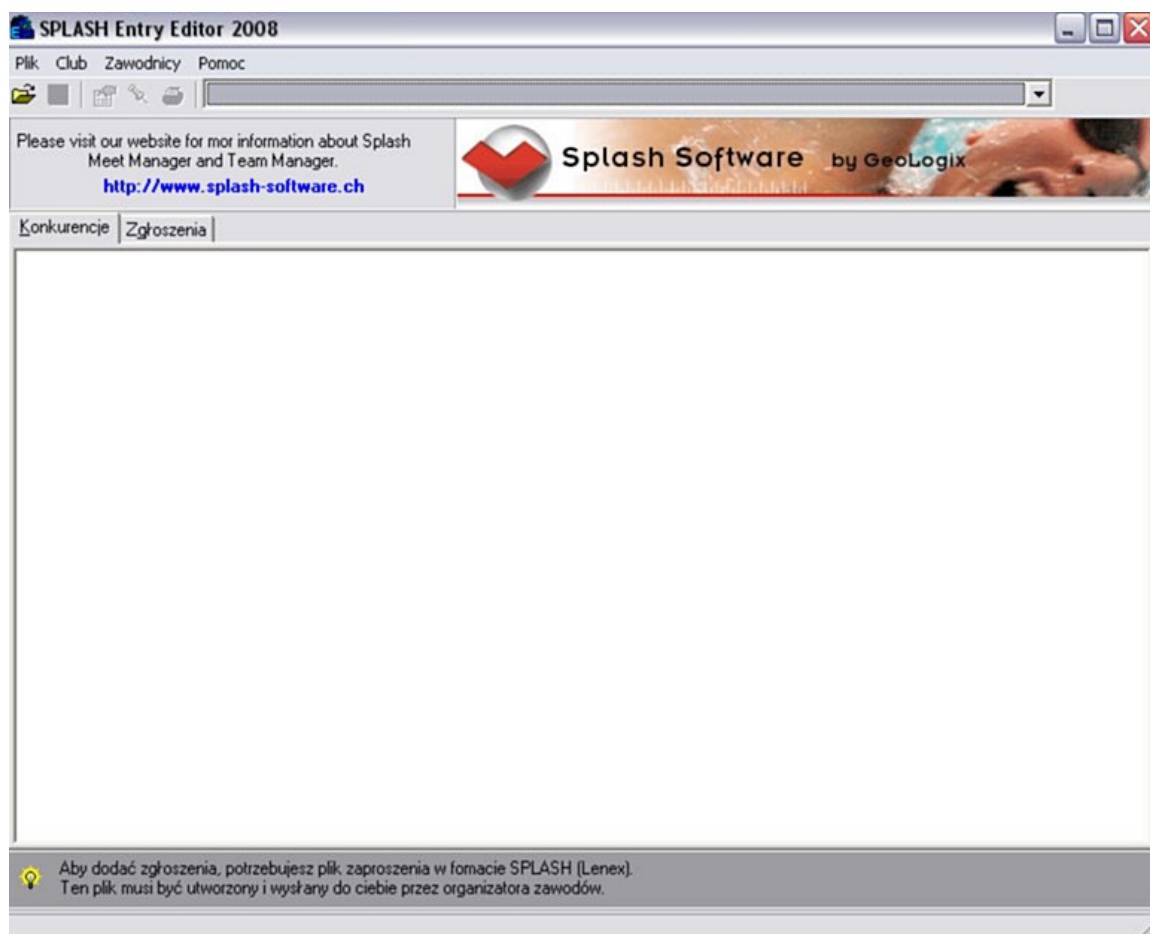 SPLASH Entry Editor 2008
Plik Club Zawodnicy Pomoc
Please visit our website for mor information about Splash
Meet Manager and Team Manager.
http://www.splash-software.ch
Splash Software by GeoLogix
Konkurencje Zgłoszenia
Aby dodać zgłoszenia, potrzebujesz plik zaproszenia w fomacie SPLASH (Lenex).
Ten plik musi być utworzony i wysłany do ciebie przez organizatora zawodów.